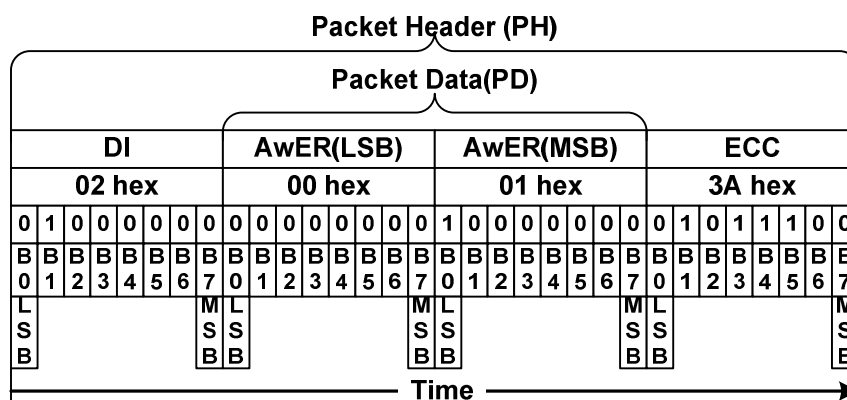 Packet Header (PH)
Packet Data(PD)
DI AwER(LSB) AwER(MSB) ECC
02 hex 00 hex 01 hex 3A hex
0 1 0 0 0 0 0 0 0 0 0 0 0 0 0 0 1 0 0 0 0 0 0 0 0 1 0 1 1 1 0 0
B0 B1 B2 B3 B4 B5 B6 B7 B0 B1 B2 B3 B4 B5 B6 B7 B0 B1 B2 B3 B4 B5 B6 B7 B0 B1 B2 B3 B4 B5 B6 B7
LSB MSB LSB MSB LSB MSB LSB MSB
Time